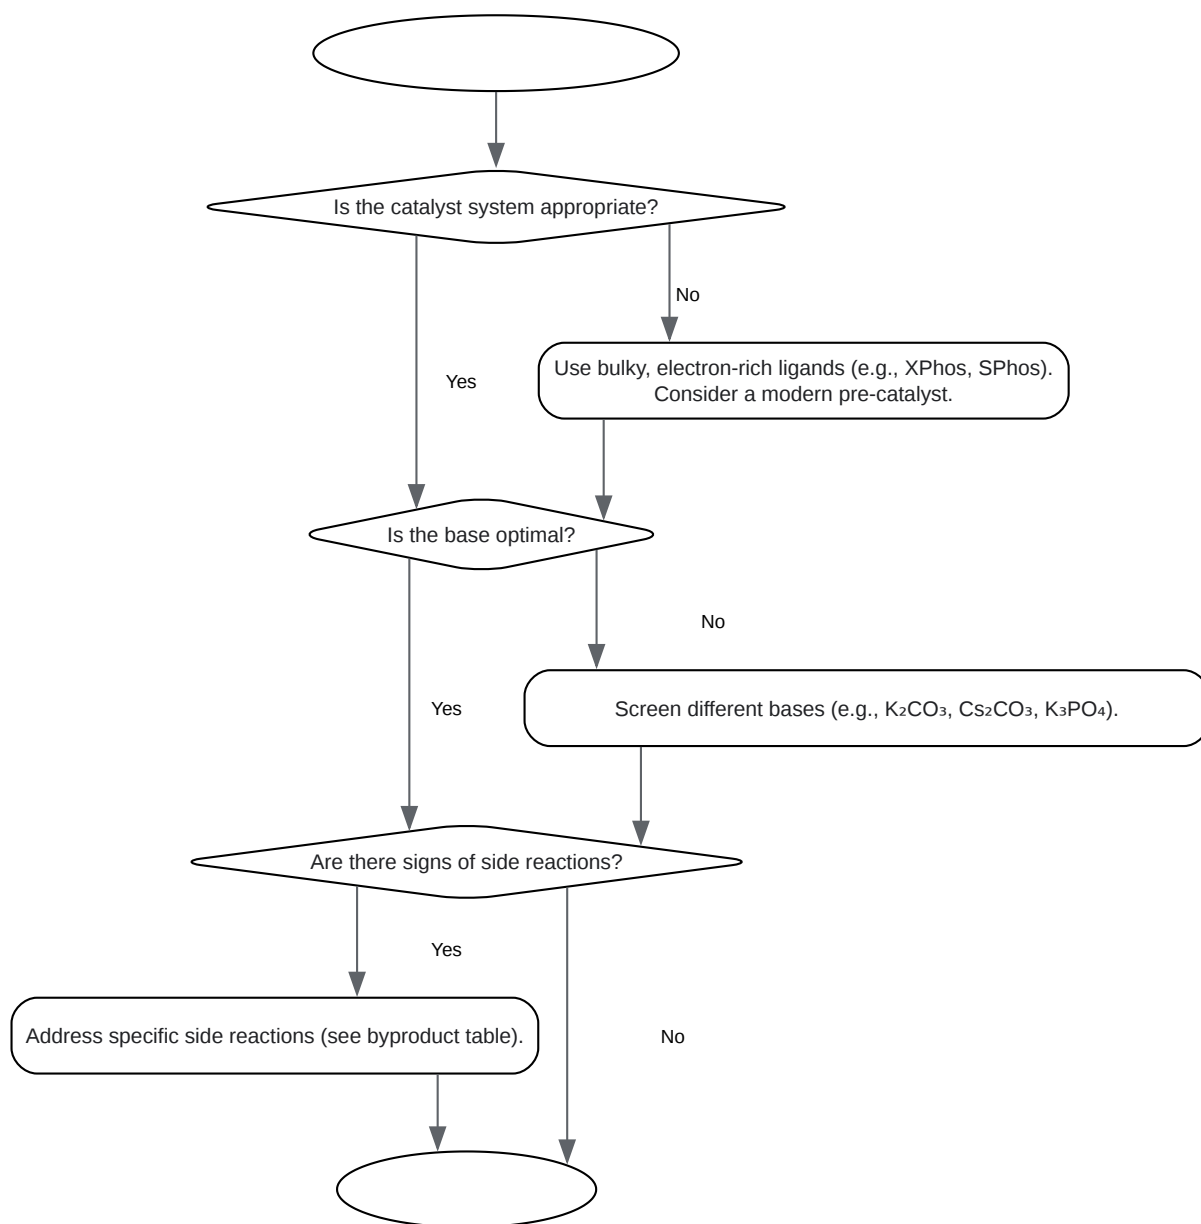 Is the catalyst system appropriate?
No
Use bulky, electron-rich ligands (e.g., XPhos, SPhos).
Consider a modern pre-catalyst.
Yes
Is the base optimal?
No
Yes
Screen different bases (e.g., K₂CO₃, Cs₂CO₃, K₃PO₄).
Are there signs of side reactions?
Yes
Address specific side reactions (see byproduct table).
No